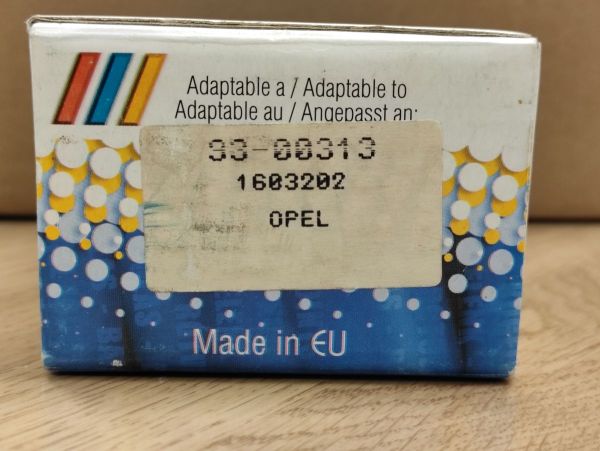 Adaptable a / Adaptable to
Adaptable au / Angepasst an:
93-00313
1603202
OPEL
Made in EU